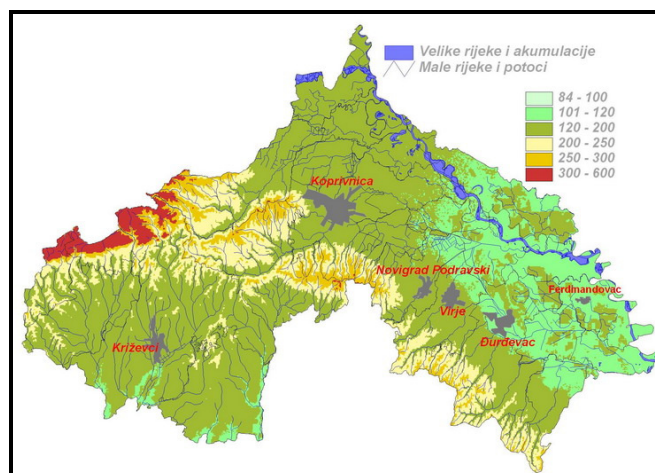 Velike rijeke i akumulacije
Male rijeke i potoci
84 - 100
101 - 120
120 - 200
200 - 250
250 - 300
300 - 600
Koprivnica
Novigrad Podravski
Ferdinandovac
Virje
Đurđevac
Križevci